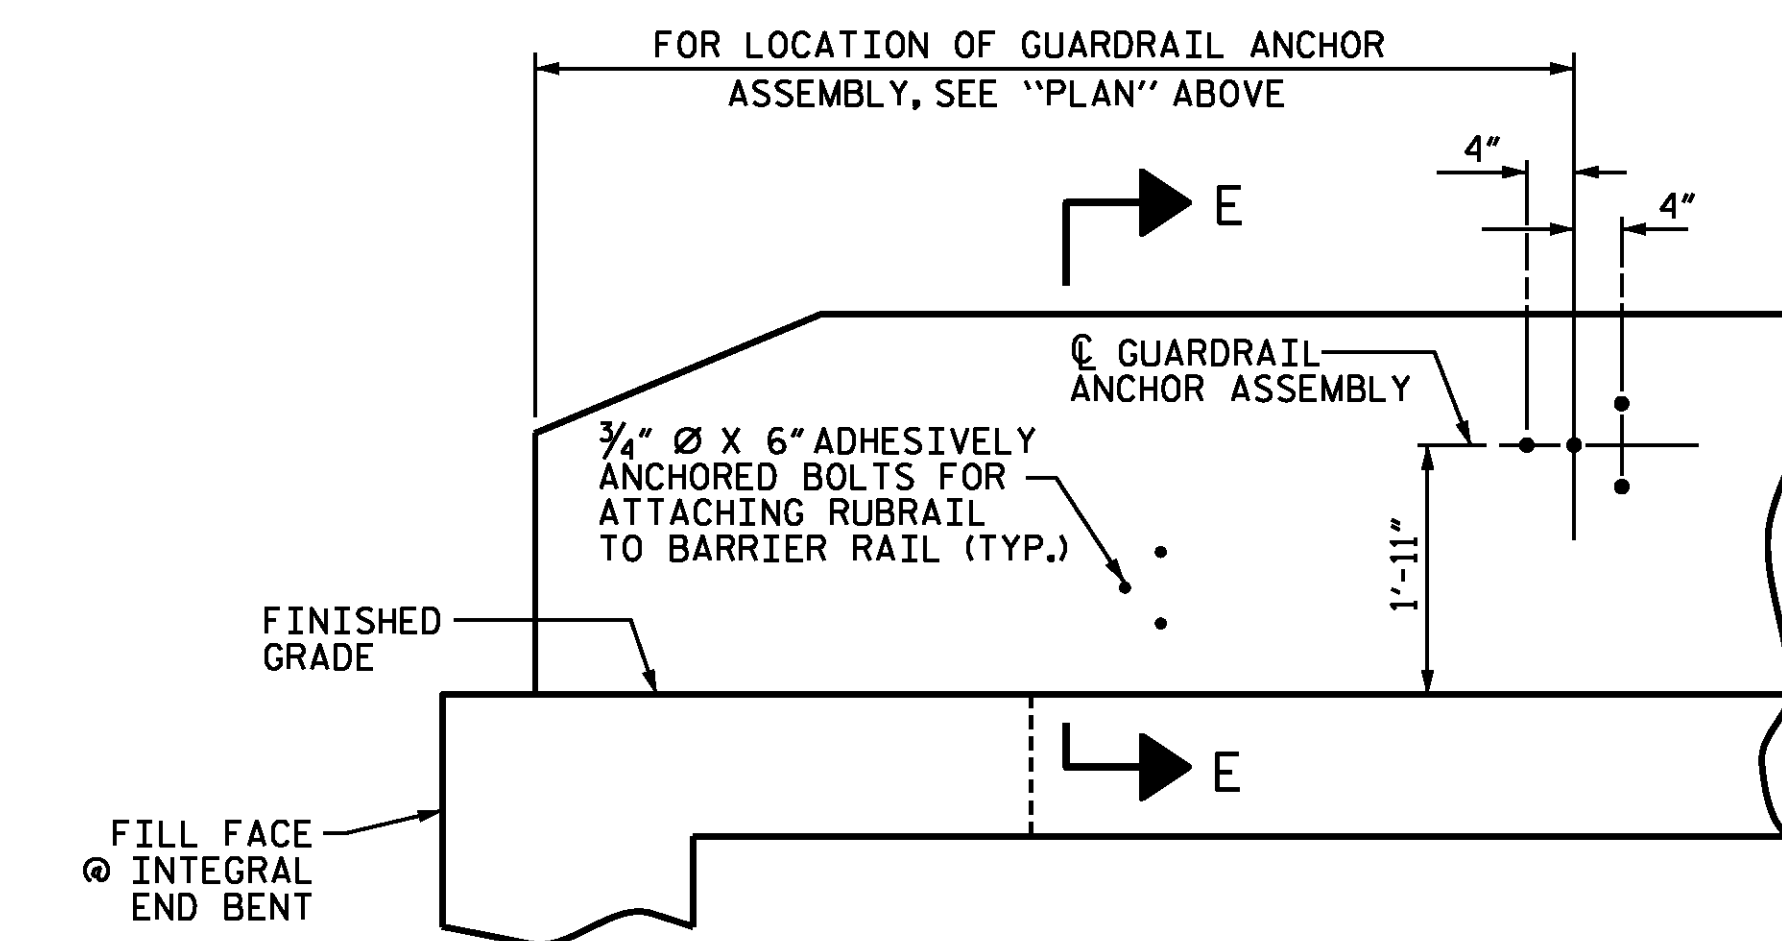 FOR LOCATION OF GUARDRAIL ANCHOR
ASSEMBLY, SEE "PLAN" ABOVE
4"
4"
E
℄ GUARDRAIL
ANCHOR ASSEMBLY
3/4" Ø X 6" ADHESIVELY
ANCHORED BOLTS FOR
ATTACHING RUBRAIL
TO BARRIER RAIL (TYP.)
1'-11"
FINISHED
GRADE
E
FILL FACE
@ INTEGRAL
END BENT